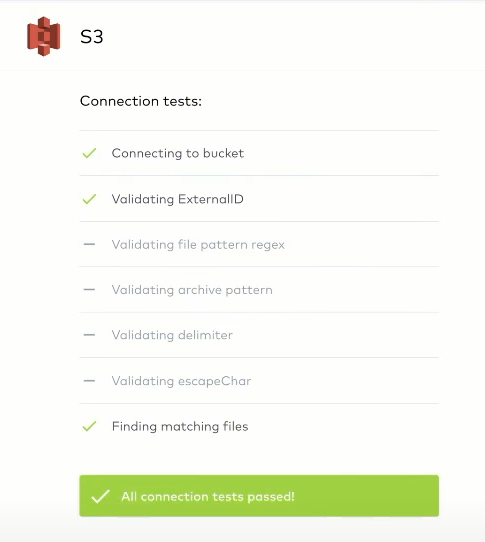 S3
Connection tests:
Connecting to bucket
Validating ExternalID
Validating file pattern regex
Validating archive pattern
Validating delimiter
Validating escapeChar
Finding matching files
All connection tests passed!